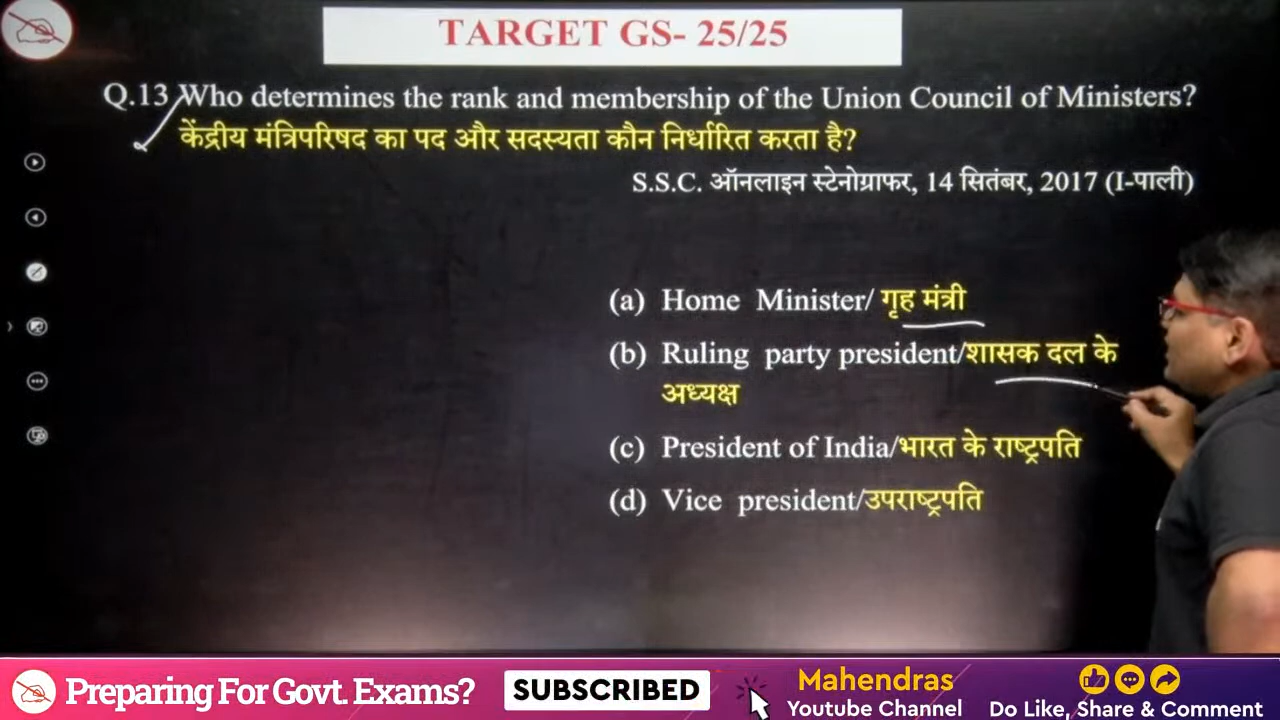 TARGET GS- 25/25
Q.13 Who determines the rank and membership of the Union Council of Ministers?
केंद्रीय मंत्रिपरिषद का पद और सदस्यता कौन निर्धारित करता है?
S.S.C. ऑनलाइन स्टेनोग्राफर, 14 सितंबर, 2017 (I-पाली)
(a) Home Minister/ गृह मंत्री
(b) Ruling party president/शासक दल के
अध्यक्ष
(c) President of India/भारत के राष्ट्रपति
(d) Vice president/उपराष्ट्रपति
Preparing For Govt. Exams?
SUBSCRIBED
Mahendras
Youtube Channel
Do Like, Share & Comment